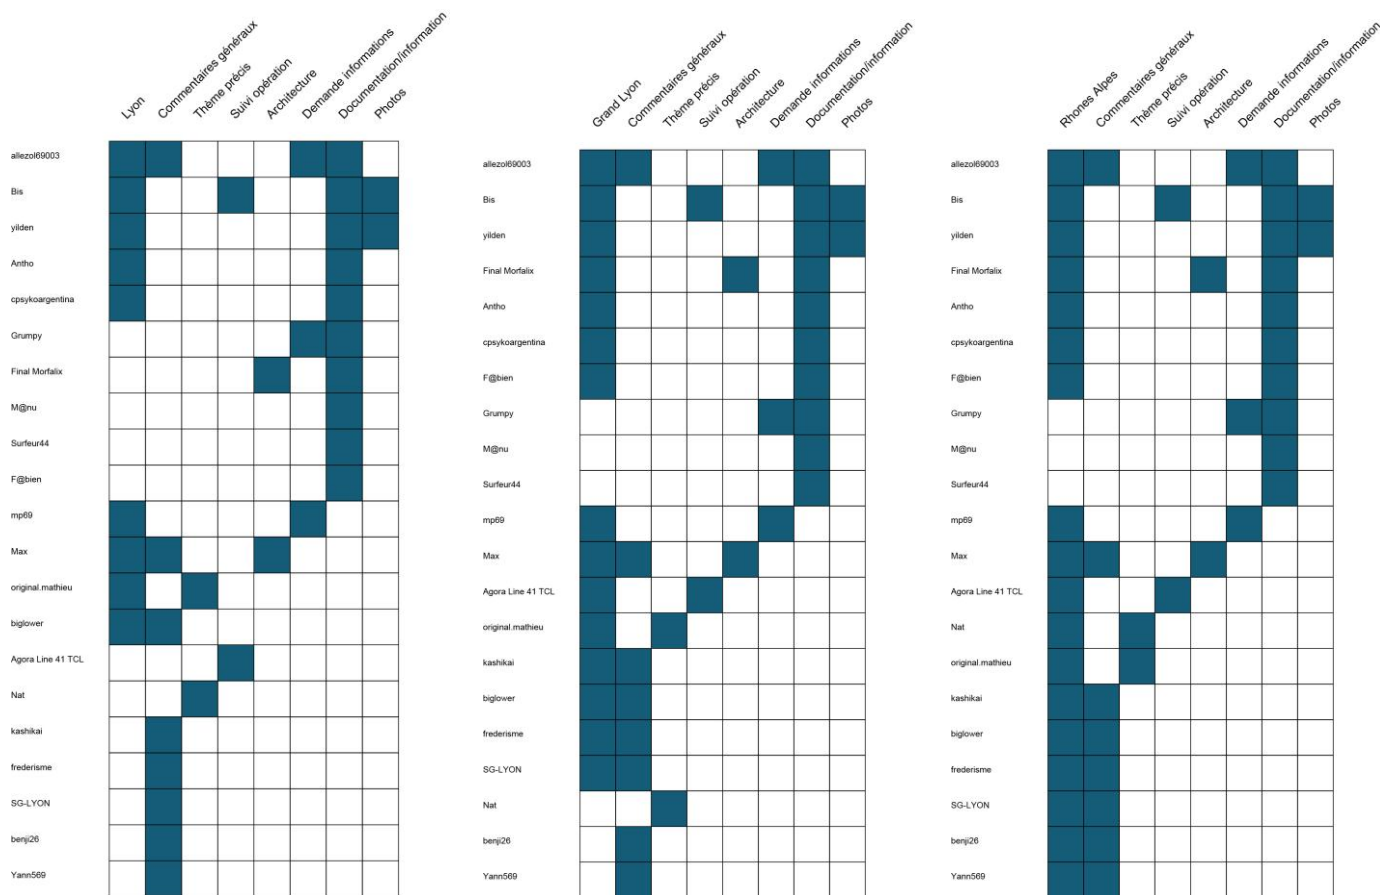 Lyon
Commentaires généraux
Thème précis
Suivi opération
Architecture
Demande informations
Documentation/information
Photos
allezol69003
Bis
yilden
Antho
cpsykoargentina
Grumpy
Final Morfalix
M@nu
Surfeur44
F@bien
mp69
Max
original.mathieu
biglower
Agora Line 41 TCL
Nat
kashikai
frederisme
SG-LYON
benji26
Yann569
Grand Lyon
Commentaires généraux
Thème précis
Suivi opération
Architecture
Demande informations
Documentation/information
Photos
allezol69003
Bis
yilden
Final Morfalix
Antho
cpsykoargentina
F@bien
Grumpy
M@nu
Surfeur44
mp69
Max
Agora Line 41 TCL
original.mathieu
kashikai
biglower
frederisme
SG-LYON
Nat
benji26
Yann569
Rhones Alpes
Commentaires généraux
Thème précis
Suivi opération
Architecture
Demande informations
Documentation/information
Photos
allezol69003
Bis
yilden
Final Morfalix
Antho
cpsykoargentina
F@bien
Grumpy
M@nu
Surfeur44
mp69
Max
Agora Line 41 TCL
Nat
original.mathieu
kashikai
biglower
frederisme
SG-LYON
benji26
Yann569